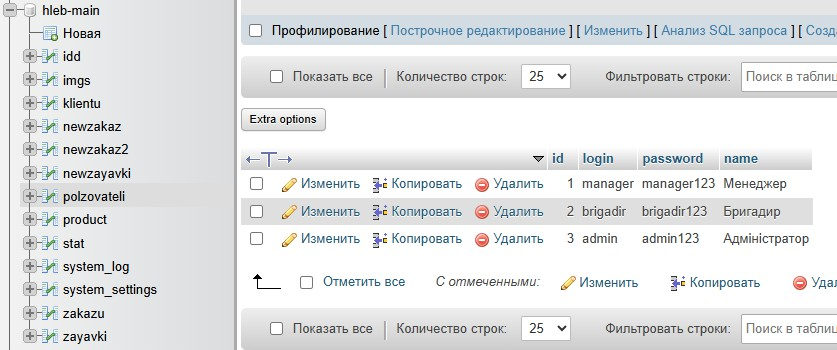 hleb-main
Новая
idd
imgs
klientu
newzakaz
newzakaz2
newzayavki
polzovateli
product
stat
system_log
system_settings
zakazu
zayavki
Профилирование [ Построчное редактирование ] [ Изменить ] [ Анализ SQL запроса ] [ Созда
Показать все Количество строк: 25 Фильтровать строки: Поиск в таблиц
Extra options
id login password name
Изменить Копировать Удалить 1 manager manager123 Менеджер
Изменить Копировать Удалить 2 brigadir brigadir123 Бригадир
Изменить Копировать Удалить 3 admin admin123 Адміністратор
Отметить все С отмеченными: Изменить Копировать Удал
Показать все Количество строк: 25 Фильтровать строки: Поиск в таблиц